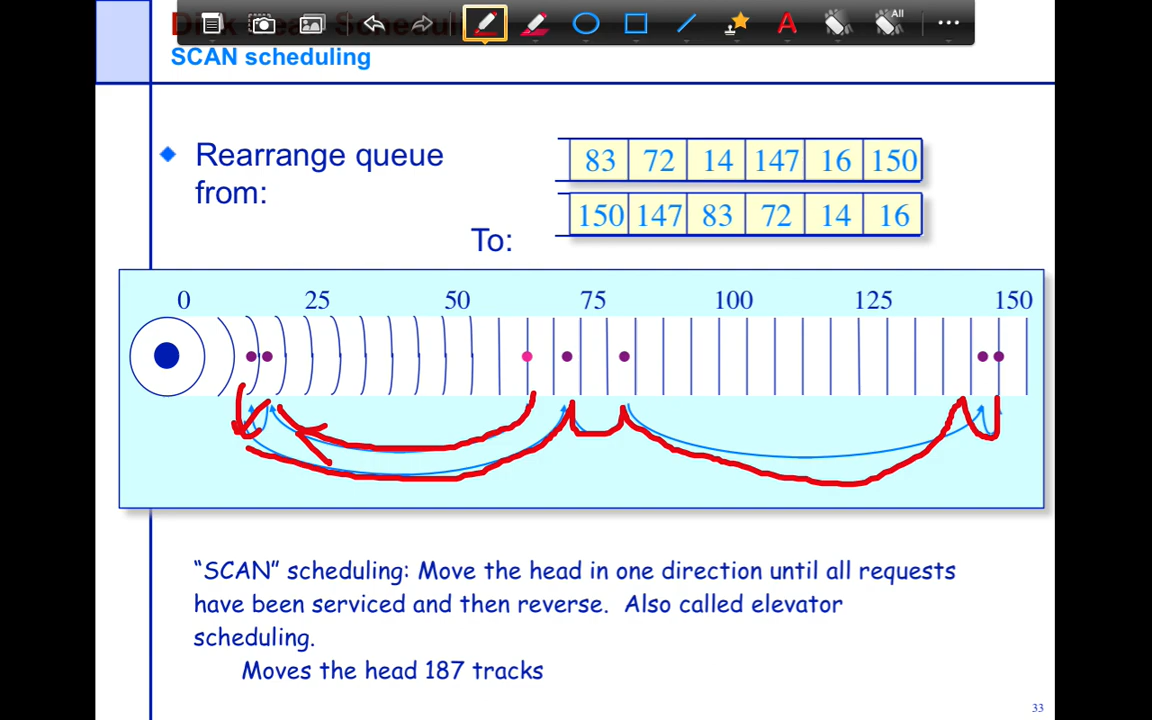 SCAN scheduling
All
A
Rearrange queue
from:
83 72 14 147 16 150
150 147 83 72 14 16
To:
0 25 50 75 100 125 150
“SCAN” scheduling: Move the head in one direction until all requests
have been serviced and then reverse. Also called elevator
scheduling.
Moves the head 187 tracks
33